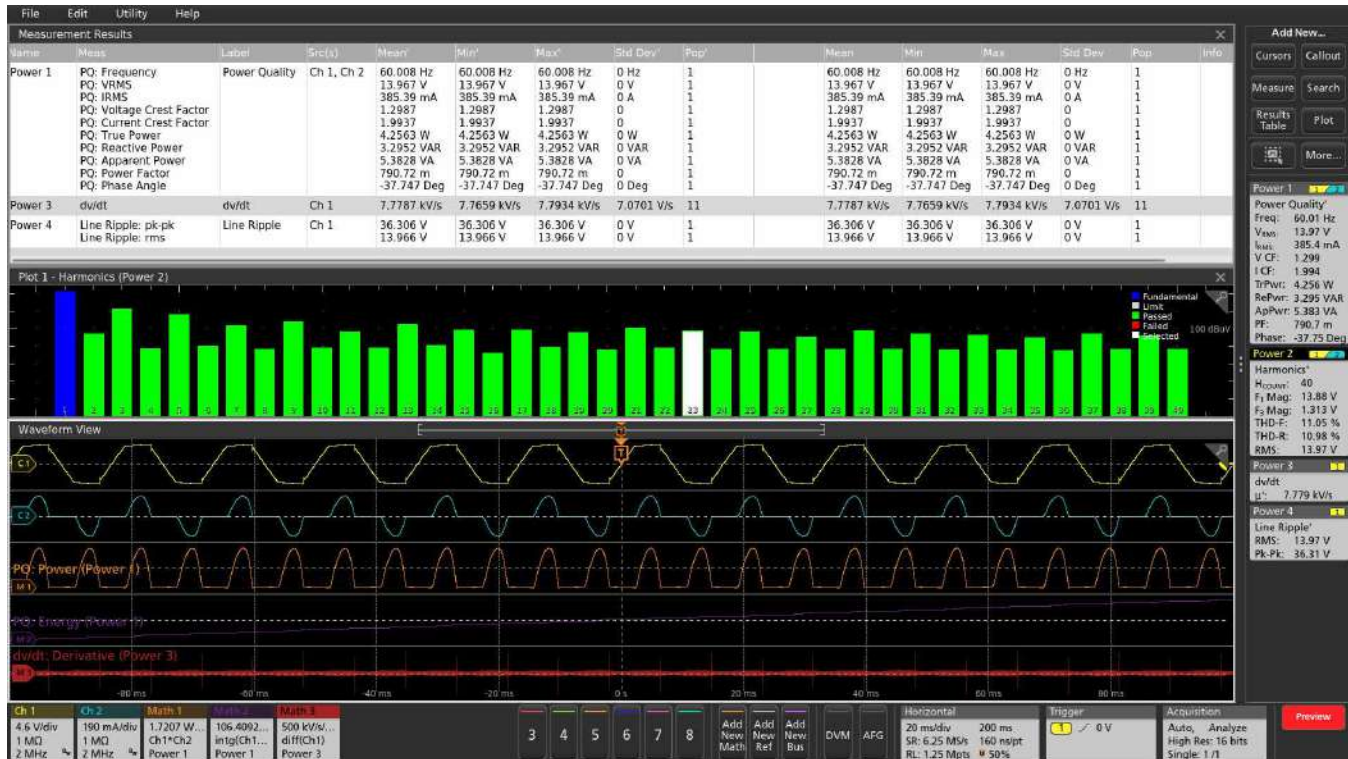 File Edit Utility Help
Measurement Results
Name Meas Label Src(s) Mean' Min' Max' Std Dev' Pop' Mean Min Max Std Dev Pop Info
Power 1 PQ: Frequency Power Quality Ch 1, Ch 2 60.008 Hz 60.008 Hz 60.008 Hz 0 Hz 1 60.008 Hz 60.008 Hz 60.008 Hz 0 Hz 1
PQ: VRMS 13.967 V 13.967 V 13.967 V 0 V 1 13.967 V 13.967 V 13.967 V 0 V 1
PQ: IRMS 385.39 mA 385.39 mA 385.39 mA 0 A 1 385.39 mA 385.39 mA 385.39 mA 0 A 1
PQ: Voltage Crest Factor 1.2987 1.2987 1.2987 0 1 1.2987 1.2987 1.2987 0 1
PQ: Current Crest Factor 1.9937 1.9937 1.9937 0 1 1.9937 1.9937 1.9937 0 1
PQ: True Power 4.2563 W 4.2563 W 4.2563 W 0 W 1 4.2563 W 4.2563 W 4.2563 W 0 W 1
PQ: Reactive Power 3.2952 VAR 3.2952 VAR 3.2952 VAR 0 VAR 1 3.2952 VAR 3.2952 VAR 3.2952 VAR 0 VAR 1
PQ: Apparent Power 5.3828 VA 5.3828 VA 5.3828 VA 0 VA 1 5.3828 VA 5.3828 VA 5.3828 VA 0 VA 1
PQ: Power Factor 790.72 m 790.72 m 790.72 m 0 1 790.72 m 790.72 m 790.72 m 0 1
PQ: Phase Angle -37.747 Deg -37.747 Deg -37.747 Deg 0 Deg 1 -37.747 Deg -37.747 Deg -37.747 Deg 0 Deg 1
Power 3 dv/dt dv/dt Ch 1 7.7787 kV/s 7.7659 kV/s 7.7934 kV/s 7.0701 V/s 11 7.7787 kV/s 7.7659 kV/s 7.7934 kV/s 7.0701 V/s 11
Power 4 Line Ripple: pk-pk Line Ripple Ch 1 36.306 V 36.306 V 36.306 V 0 V 1 36.306 V 36.306 V 36.306 V 0 V 1
Line Ripple: rms 13.966 V 13.966 V 13.966 V 0 V 1 13.966 V 13.966 V 13.966 V 0 V 1
Plot 1 - Harmonics (Power 2)
Fundamental
Limit
Passed
Failed
Selected
100 dBuV
1 2 3 4 5 6 7 8 9 10 11 12 13 14 15 16 17 18 19 20 21 22 23 24 25 26 27 28 29 30 31 32 33 34 35 36 37 38 39 40
Waveform View
T
C1
C2
PQ: Power (Power 1)
M 1
PQ: Energy (Power 1)
M 2
dv/dt: Derivative (Power 3)
M 3
-80 ms -60 ms -40 ms -20 ms 0 s 20 ms 40 ms 60 ms 80 ms
Add New...
Cursors Callout
Measure Search
Results Table Plot
More...
Power 1 1 2
Power Quality'
Freq: 60.01 Hz
VRMS: 13.97 V
IRMS: 385.4 mA
V CF: 1.299
I CF: 1.994
TrPwr: 4.256 W
RePwr: 3.295 VAR
ApPwr: 5.383 VA
PF: 790.7 m
Phase: -37.75 Deg
Power 2 1 2
Harmonics'
HCOUNT: 40
F1 Mag: 13.88 V
F3 Mag: 1.313 V
THD-F: 11.05 %
THD-R: 10.98 %
RMS: 13.97 V
Power 3 1
dv/dt
µ': 7.779 kV/s
Power 4 1
Line Ripple'
RMS: 13.97 V
Pk-Pk: 36.31 V
Ch 1
4.6 V/div
1 MΩ
2 MHz
Ch 2
190 mA/div
1 MΩ
2 MHz
Math 1
1.7207 W...
Ch1*Ch2
Power 1
Math 2
106.4092...
intg(Ch1...
Power 1
Math 3
500 kV/s/...
diff(Ch1)
Power 3
3 4 5 6 7 8
Add New Math
Add New Ref
Add New Bus
DVM AFG
Horizontal
20 ms/div 200 ms
SR: 6.25 MS/s 160 ns/pt
RL: 1.25 Mpts 50%
Trigger
1 0 V
Acquisition
Auto, Analyze
High Res: 16 bits
Single: 1 /1
Preview